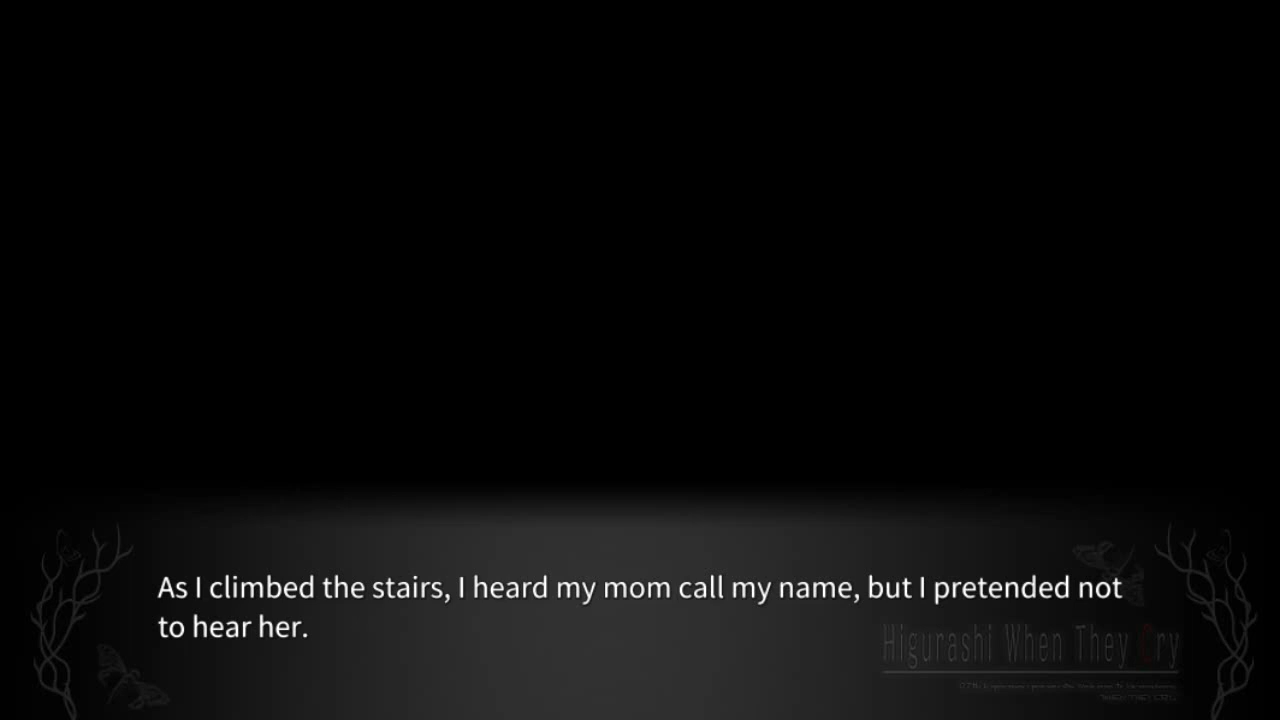 As I climbed the stairs, I heard my mom call my name, but I pretended not
to hear her.
Higurashi When They Cry